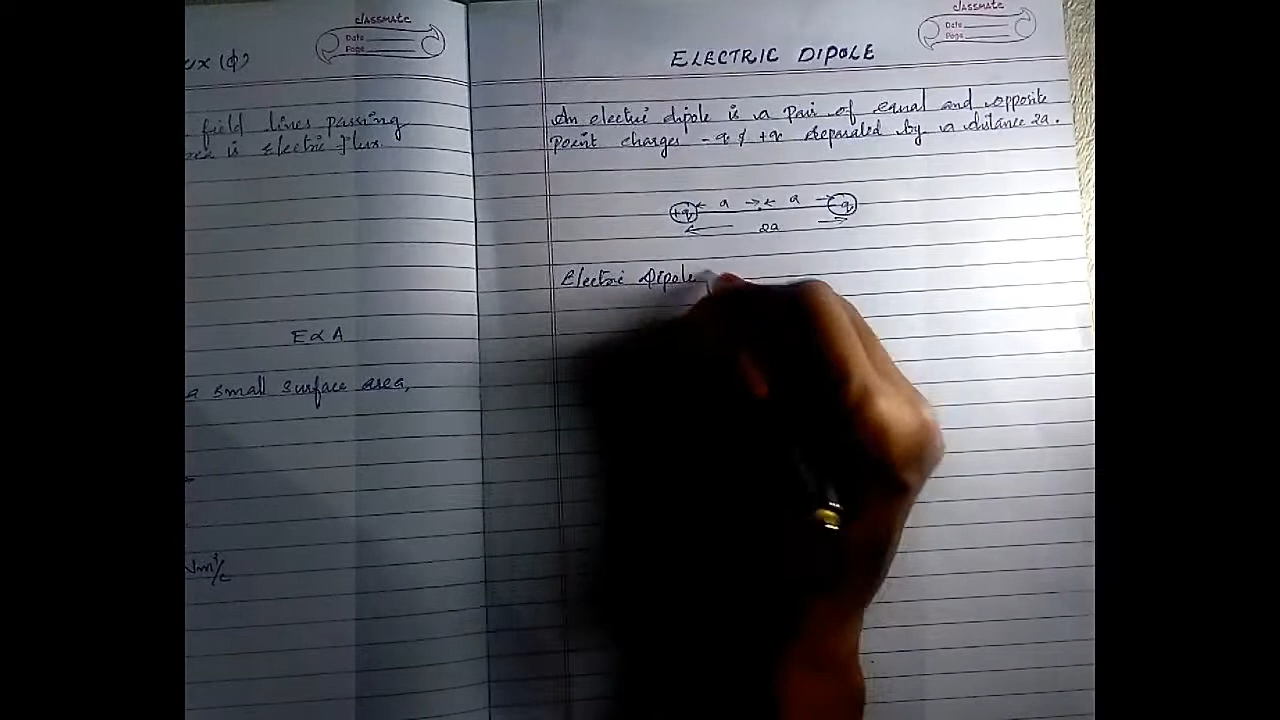 classmate
Date
Page
ux (ϕ)
field lines passing
is Electric flux.
E∝A
a small surface area,
Nm²/c
classmate
Date
Page
ELECTRIC DIPOLE
An electric dipole is a pair of equal and opposite
point charges -q & +q separated by a distance 2a.
+q a a -q
2a
Electric Dipole